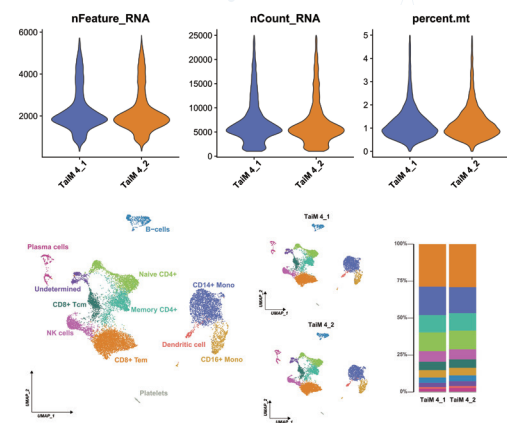 nFeature_RNA
nCount_RNA
percent.mt
6000
4000
2000
TaiM 4_1
TaiM 4_2
25000
20000
15000
10000
5000
0
TaiM 4_1
TaiM 4_2
5
4
3
2
1
0
TaiM 4_1
TaiM 4_2
B-cells
Plasma cells
Naive CD4+
Undetermined
CD8+ Tcm
Memory CD4+
NK cells
CD8+ Tem
CD14+ Mono
Dendritic cell
CD16+ Mono
Platelets
UMAP_2
UMAP_1
TaiM 4_1
UMAP_2
UMAP_1
TaiM 4_2
UMAP_2
UMAP_1
100%
75%
50%
25%
0%
TaiM 4_1 TaiM 4_2